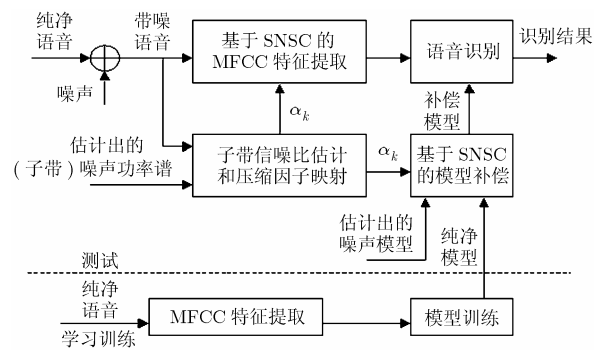 纯净
语音
带噪
语音
噪声
基于 SNSC 的
MFCC 特征提取
语音识别
识别结果
α_k
补偿
模型
估计出的
( 子带 ) 噪声功率谱
子带信噪比估计
和压缩因子映射
α_k
基于 SNSC
的模型补偿
估计出的
噪声模型
纯净
模型
测试
纯净
语音
学习训练
MFCC 特征提取
模型训练